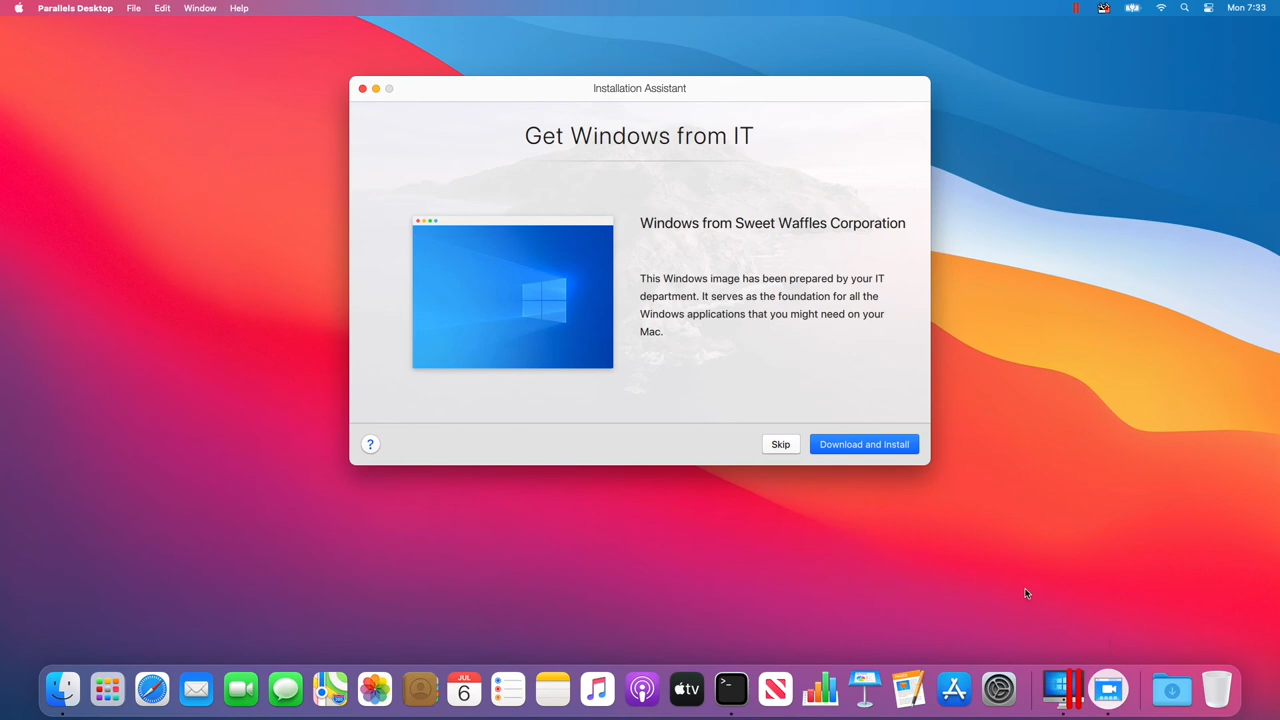 Parallels Desktop File Edit Window Help Mon 7:33
Installation Assistant
Get Windows from IT
Windows from Sweet Waffles Corporation
This Windows image has been prepared by your IT
department. It serves as the foundation for all the
Windows applications that you might need on your
Mac.
? Skip Download and Install
JUL
6
tv
>_